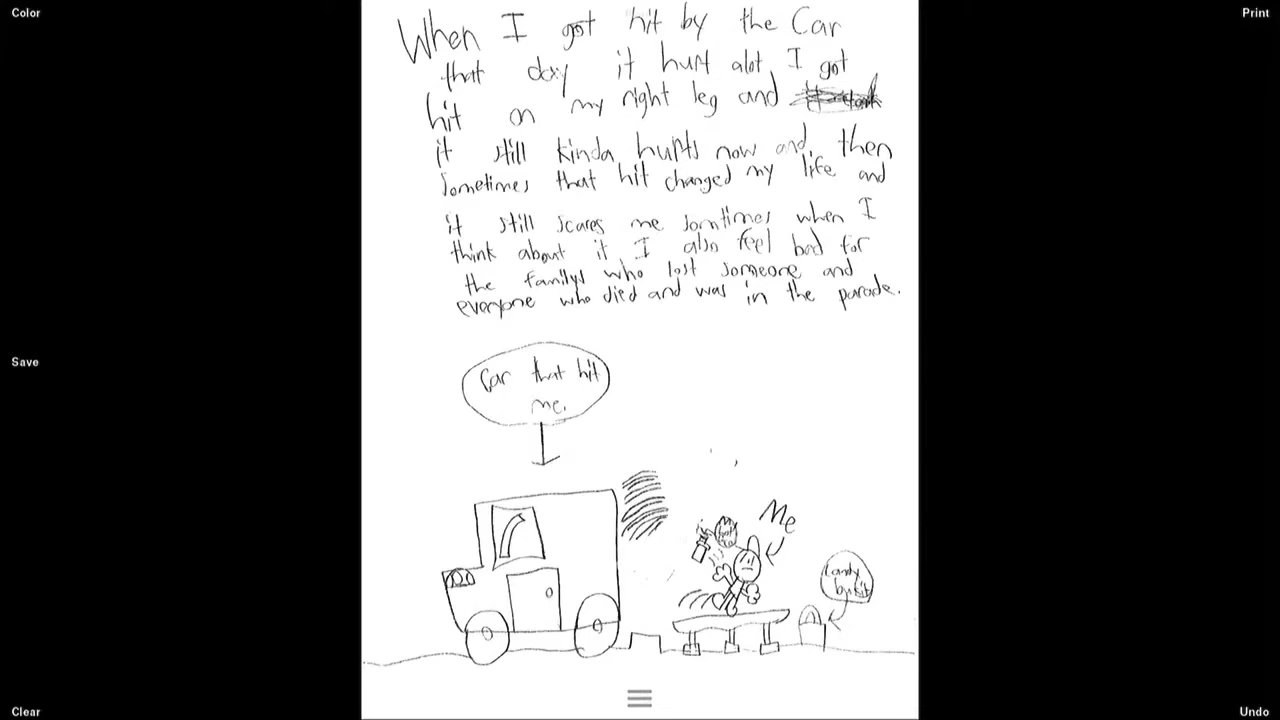 Color
Print
When I got hit by the Car
that day it hurt alot I got
hit on my right leg and
it still kinda hurts now and then
sometimes that hit changed my life and
it still scares me somtimes when I
think about it I also feel bad for
the familys who lost someone and
everyone who died and was in the parade.
Save
Car that hit
me.
Me
Candy
Clear
Undo